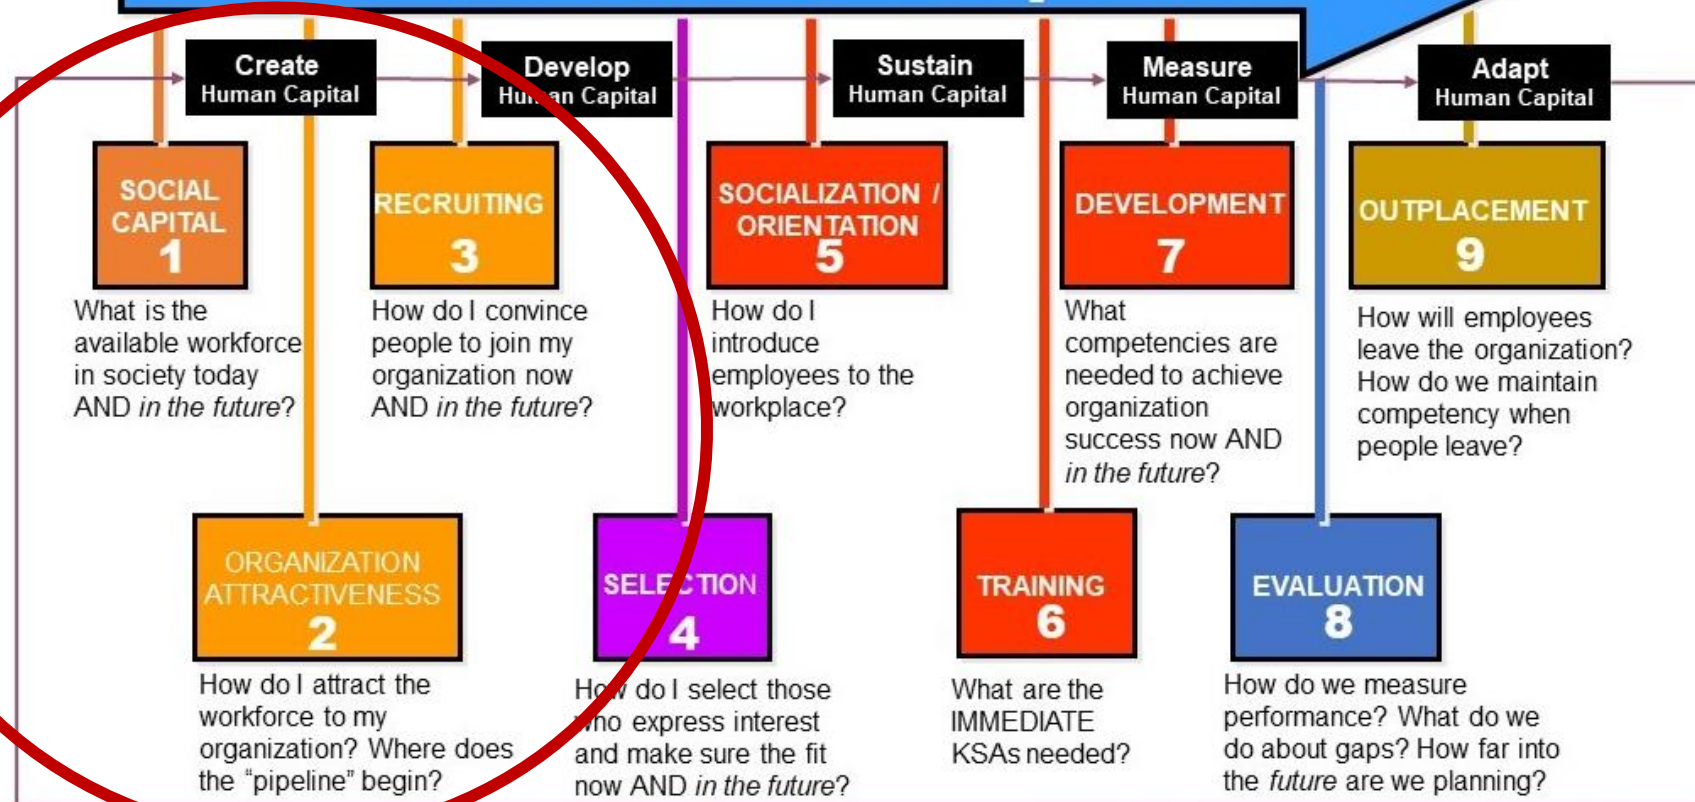 Create
Human Capital
Develop
Human Capital
Sustain
Human Capital
Measure
Human Capital
Adapt
Human Capital
SOCIAL
CAPITAL
1
What is the
available workforce
in society today
AND in the future?
ORGANIZATION
ATTRACTIVENESS
2
How do I attract the
workforce to my
organization? Where does
the “pipeline” begin?
RECRUITING
3
How do I convince
people to join my
organization now
AND in the future?
SELECTION
4
How do I select those
who express interest
and make sure the fit
now AND in the future?
SOCIALIZATION /
ORIENTATION
5
How do I
introduce
employees to the
workplace?
TRAINING
6
What are the
IMMEDIATE
KSAs needed?
DEVELOPMENT
7
What
competencies are
needed to achieve
organization
success now AND
in the future?
EVALUATION
8
How do we measure
performance? What do we
do about gaps? How far into
the future are we planning?
OUTPLACEMENT
9
How will employees
leave the organization?
How do we maintain
competency when
people leave?